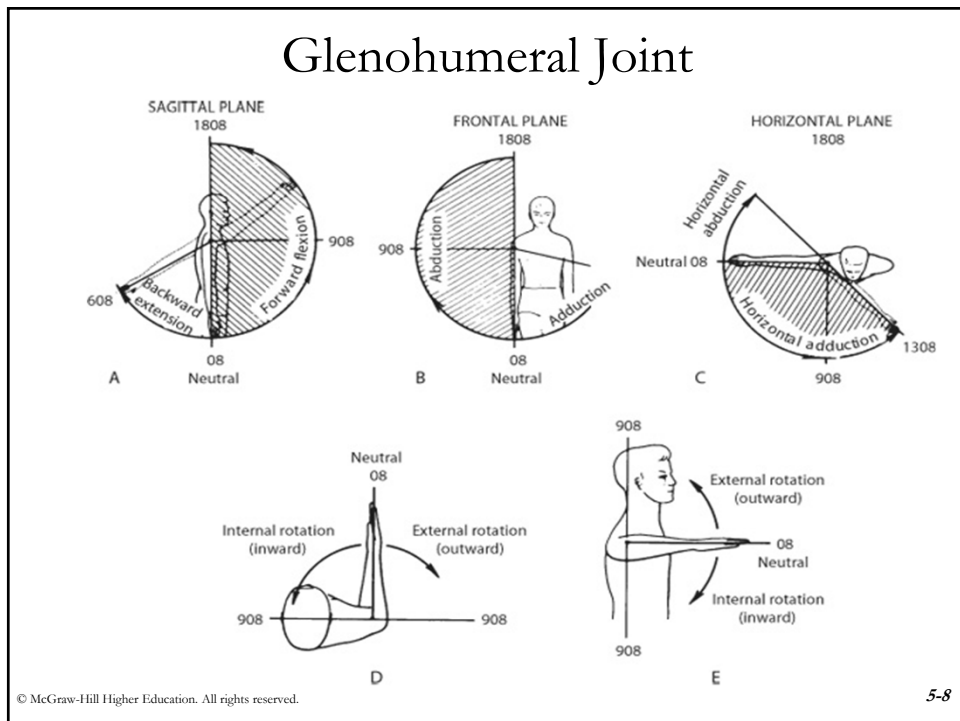 Glenohumeral Joint
SAGITTAL PLANE
1808
908
Forward flexion
Backward
extension
608
08
Neutral
A
FRONTAL PLANE
1808
908
Abduction
Adduction
08
Neutral
B
HORIZONTAL PLANE
1808
Horizontal
abduction
Neutral 08
Horizontal adduction
1308
908
C
Neutral
08
Internal rotation
(inward)
External rotation
(outward)
908
908
D
908
External rotation
(outward)
08
Neutral
Internal rotation
(inward)
908
E
© McGraw-Hill Higher Education. All rights reserved.
5-8